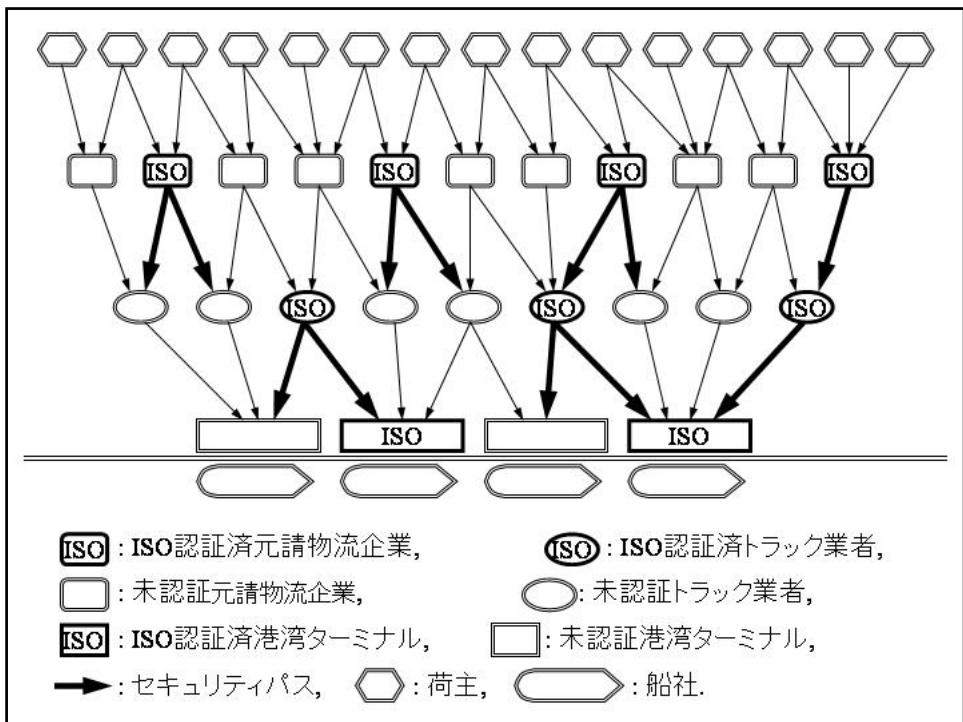 ISO ISO ISO ISO
ISO ISO ISO
ISO ISO
ISO : ISO認証済元請物流企業, ISO : ISO認証済トラック業者,
: 未認証元請物流企業, : 未認証トラック業者,
ISO : ISO認証済港湾ターミナル, : 未認証港湾ターミナル,
: セキュリティパス, : 荷主, : 船社.